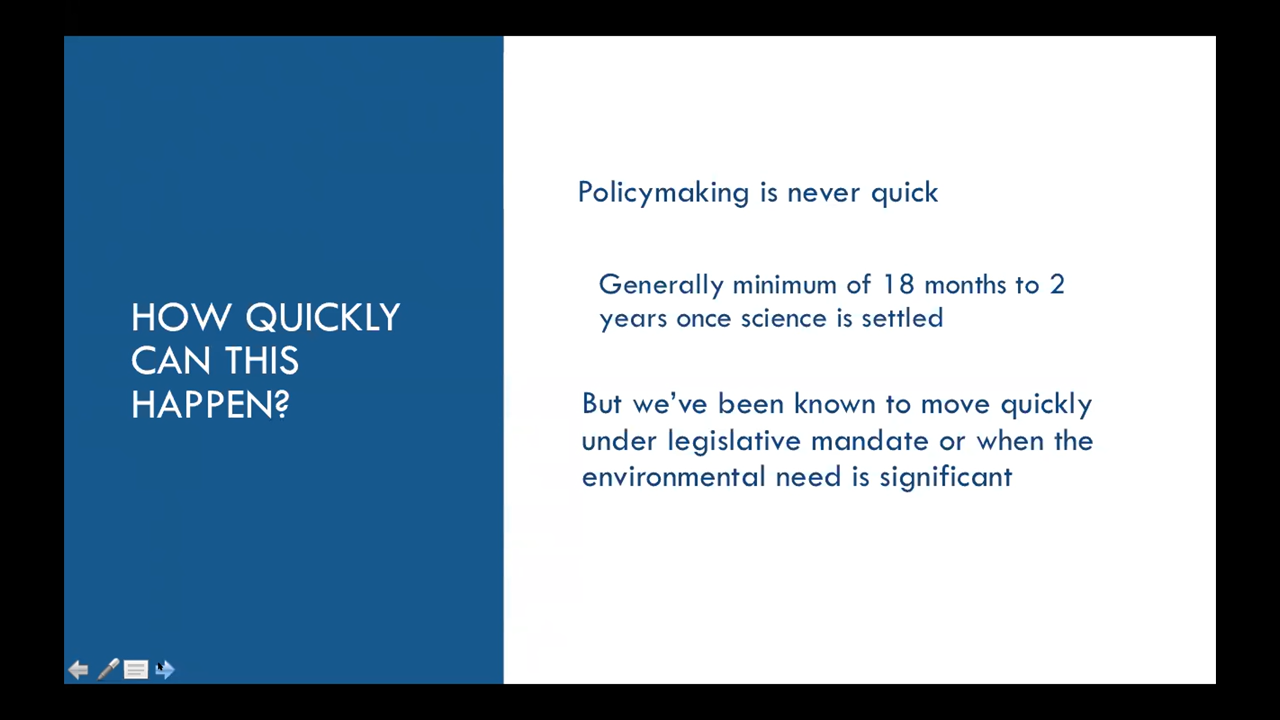 HOW QUICKLY
CAN THIS
HAPPEN?
Policymaking is never quick
Generally minimum of 18 months to 2
years once science is settled
But we’ve been known to move quickly
under legislative mandate or when the
environmental need is significant